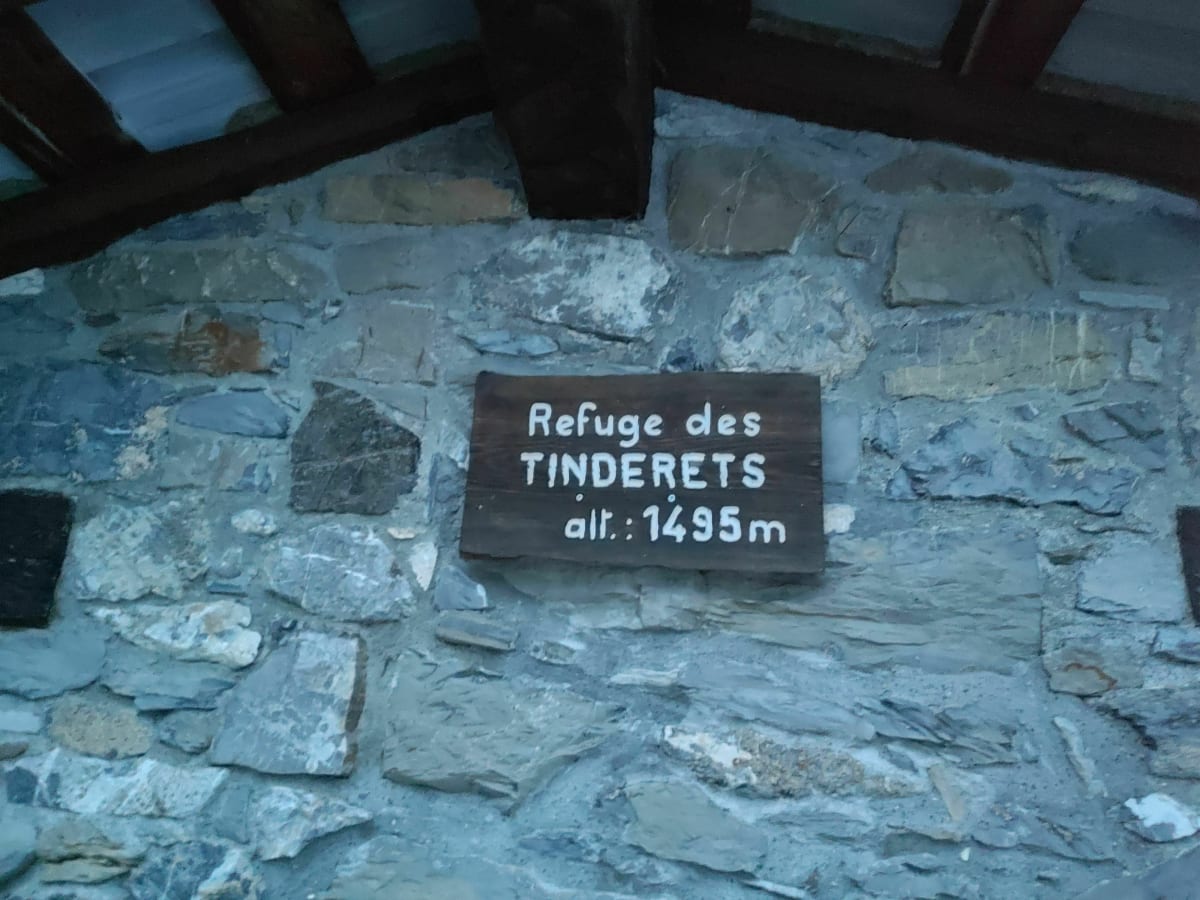 Refuge des
TINDERETS
alt.: 1495m